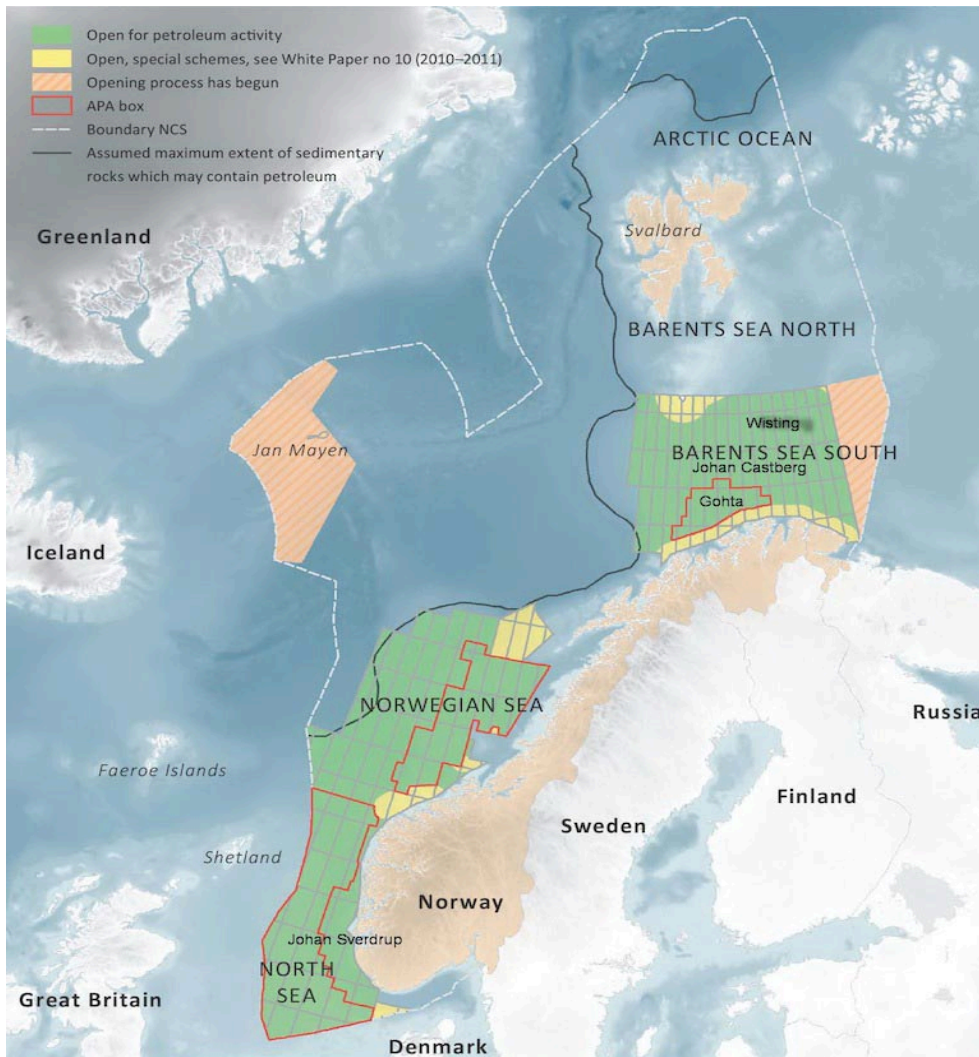 Open for petroleum activity
Open, special schemes, see White Paper no 10 (2010–2011)
Opening process has begun
APA box
Boundary NCS
Assumed maximum extent of sedimentary
rocks which may contain petroleum
ARCTIC OCEAN
Greenland
Svalbard
BARENTS SEA NORTH
Wisting
Jan Mayen
BARENTS SEA SOUTH
Johan Castberg
Gohta
Iceland
NORWEGIAN SEA
Russia
Faeroe Islands
Finland
Sweden
Shetland
Norway
Johan Sverdrup
NORTH
SEA
Great Britain
Denmark